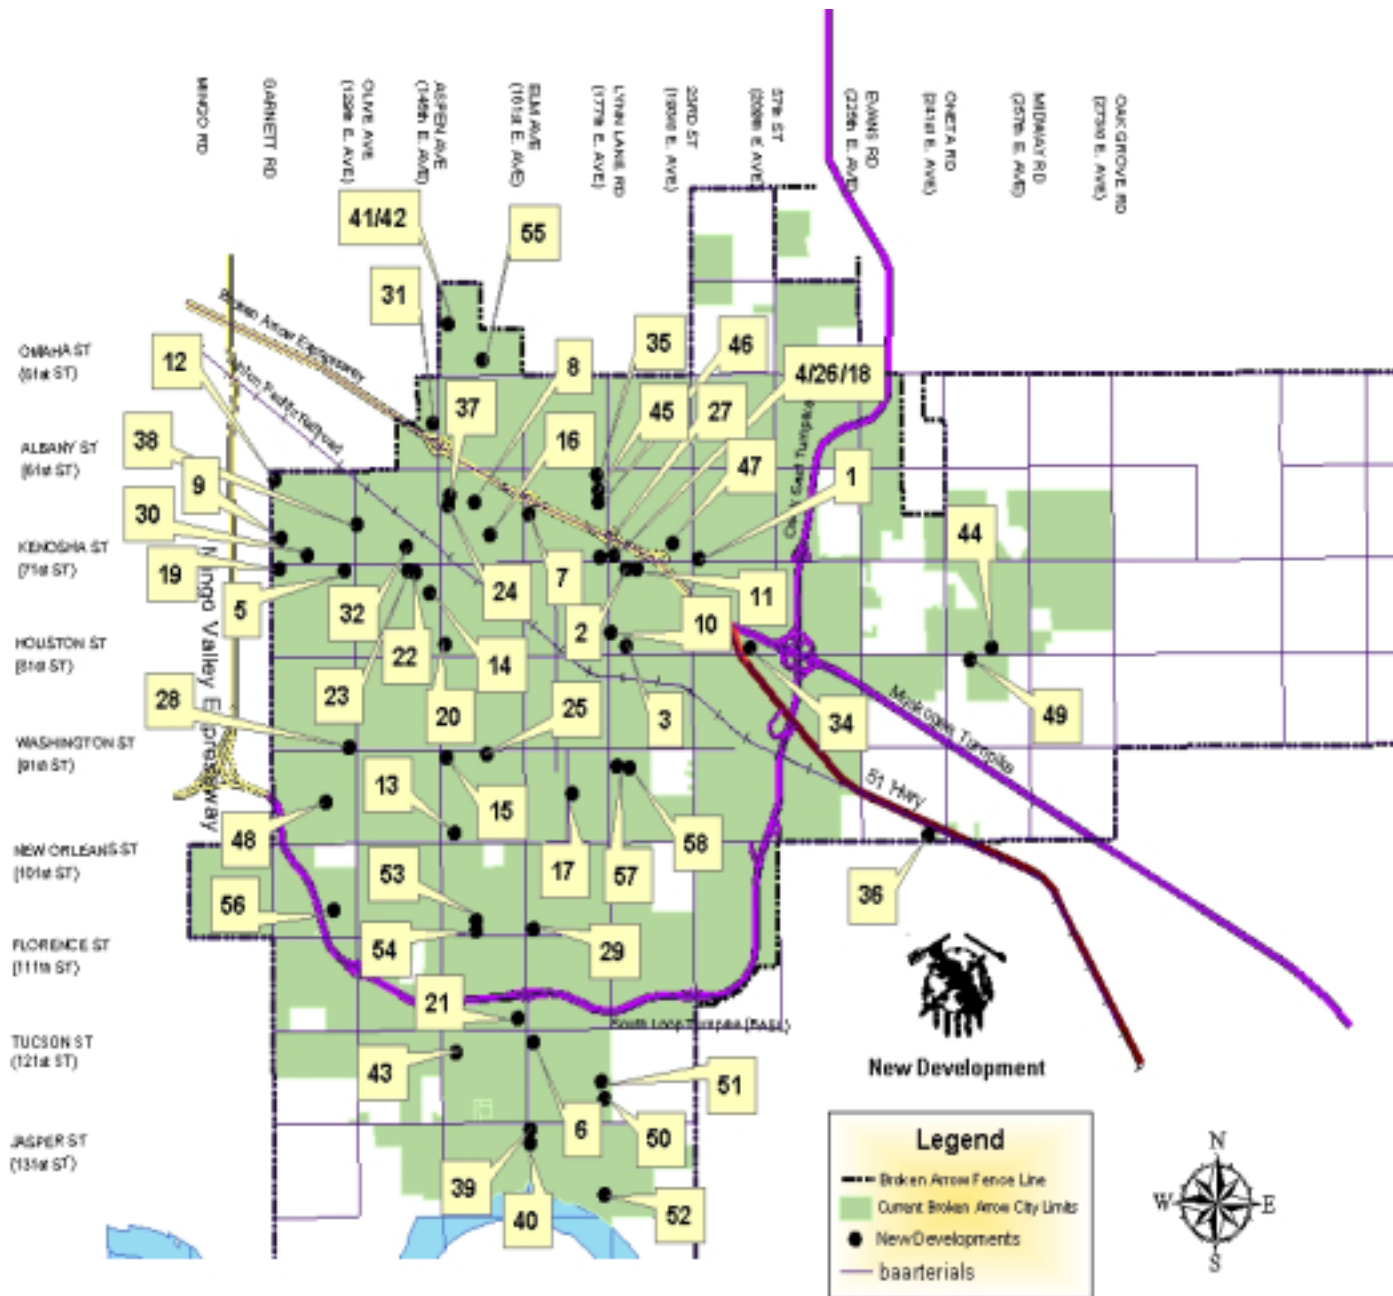 MINGO RD
GARNETT RD
OLIVE AVE
(129th E. AVE)
ASPEN AVE
(145th E. AVE)
ELM AVE
(161st E. AVE)
LYNN LANE RD
(177th E. AVE)
23RD ST
(193rd E. AVE)
37th ST
(209th E. AVE)
EVANS RD
(225th E. AVE)
ONETA RD
(241st E. AVE)
MIDWAY RD
(257th E. AVE)
OAK GROVE RD
(273rd E. AVE)
41/42
55
31
Broken Arrow Expressway
OMAHA ST
(51st ST)
12
Union Pacific Railroad
8
35
46
4/26/18
37
45
27
ALBANY ST
(61st ST)
38
16
47
1
Creek East Turnpike
9
30
KENOSHA ST
(71st ST)
19
5
32
24
7
2
11
10
44
HOUSTON ST
(81st ST)
22
14
23
20
25
3
34
49
28
Mingo Valley Expressway
Muskogee Turnpike
WASHINGTON ST
(91st ST)
13
15
51 HWY
48
58
NEW ORLEANS ST
(101st ST)
53
17
57
36
56
FLORENCE ST
(111th ST)
54
29
21
South Loop Turnpike
TUCSON ST
(121st ST)
43
51
New Development
6
50
JASPER ST
(131st ST)
39
40
52
Legend
Broken Arrow Fence Line
Current Broken Arrow City Limits
New Developments
baarterials
N
W
E
S